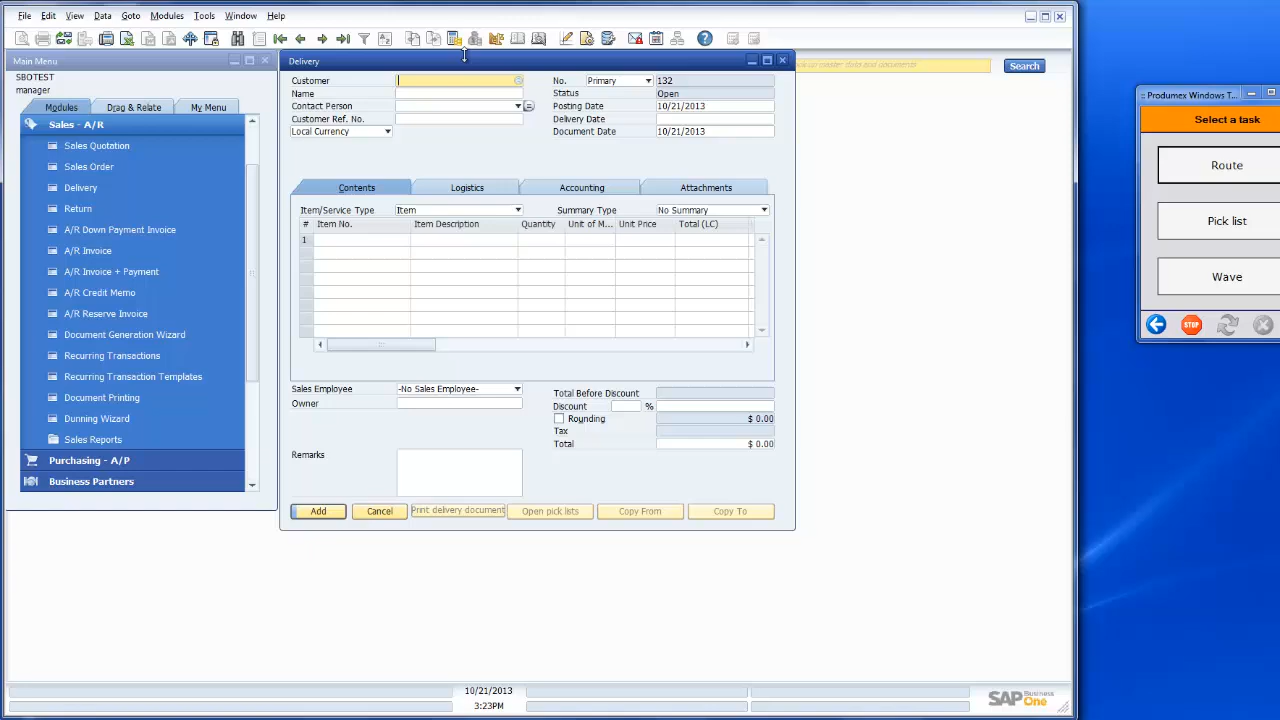 File Edit View Data Goto Modules Tools Window Help
Main Menu
SBOTEST
manager
Modules Drag & Relate My Menu
Sales - A/R
Sales Quotation
Sales Order
Delivery
Return
A/R Down Payment Invoice
A/R Invoice
A/R Invoice + Payment
A/R Credit Memo
A/R Reserve Invoice
Document Generation Wizard
Recurring Transactions
Recurring Transaction Templates
Document Printing
Dunning Wizard
Sales Reports
Purchasing - A/P
Business Partners
Delivery
Customer
Name
Contact Person
Customer Ref. No.
Local Currency
No. Primary 132
Status Open
Posting Date 10/21/2013
Delivery Date
Document Date 10/21/2013
Contents Logistics Accounting Attachments
Item/Service Type Item Summary Type No Summary
# Item No. Item Description Quantity Unit of M... Unit Price Total (LC)
1
Sales Employee -No Sales Employee-
Owner
Total Before Discount
Discount %
Rounding $ 0.00
Tax
Total $ 0.00
Remarks
Add Cancel Print delivery document Open pick lists Copy From Copy To
up master data and documents
Search
:: Produmex Windows T...
Select a task
Route
Pick list
Wave
STOP
10/21/2013
3:23PM
SAP Business One